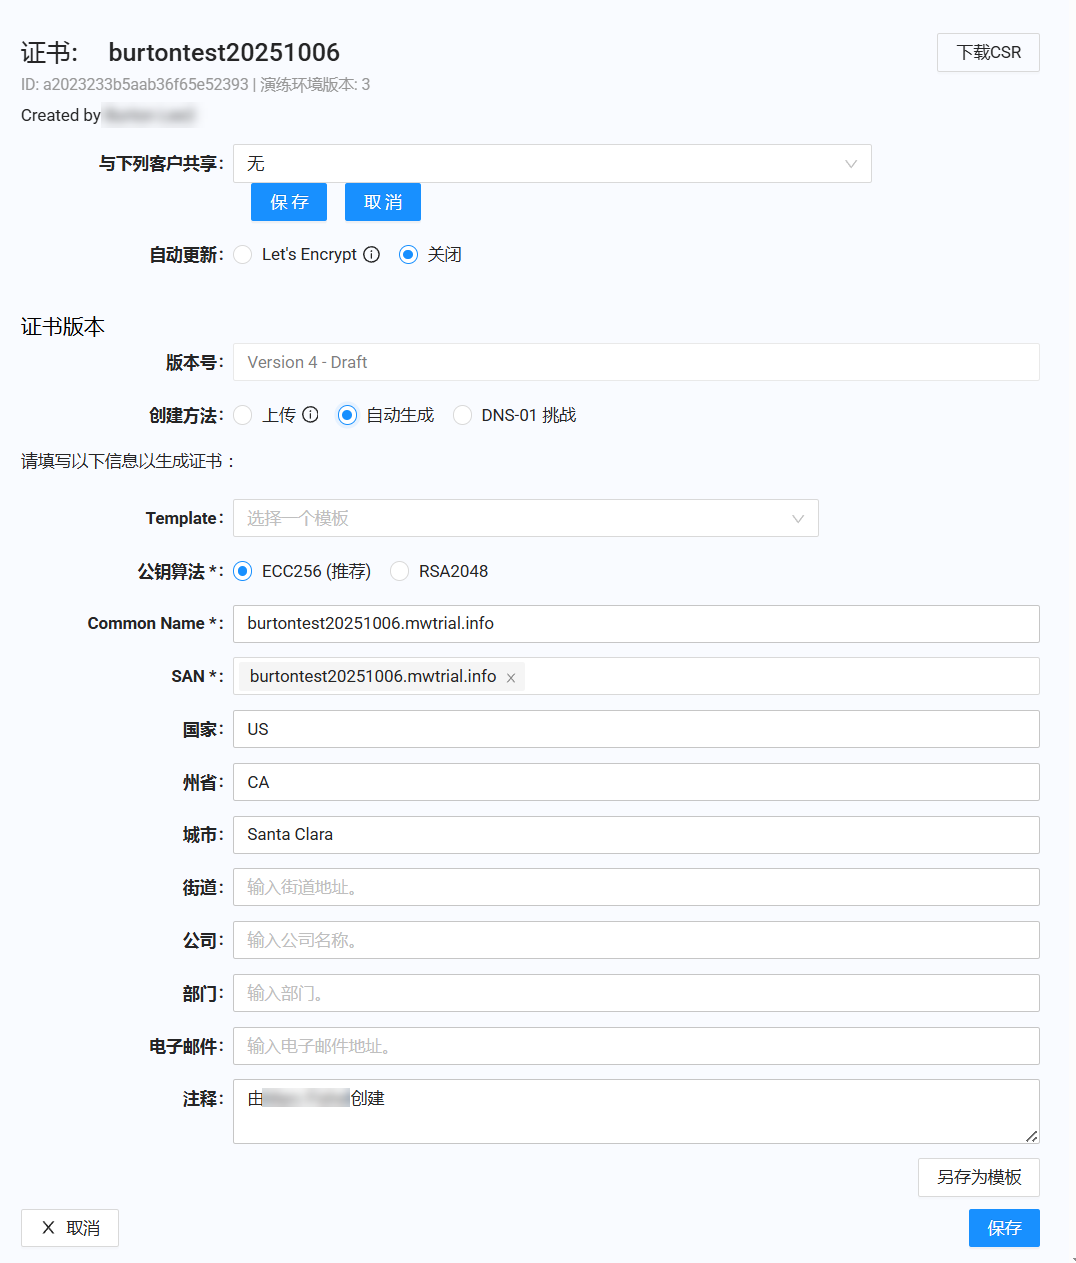 证书: burtontest20251006
下载CSR
ID: a2023233b5aab36f65e52393 | 演练环境版本: 3
Created by
与下列客户共享: 无
保存 取消
自动更新: Let's Encrypt 关闭
证书版本
版本号: Version 4 - Draft
创建方法: 上传 自动生成 DNS-01 挑战
请填写以下信息以生成证书：
Template: 选择一个模板
公钥算法 *: ECC256 (推荐) RSA2048
Common Name *: burtontest20251006.mwtrial.info
SAN *: burtontest20251006.mwtrial.info ×
国家: US
州省: CA
城市: Santa Clara
街道: 输入街道地址。
公司: 输入公司名称。
部门: 输入部门。
电子邮件: 输入电子邮件地址。
注释: 由 创建
另存为模板
取消 保存